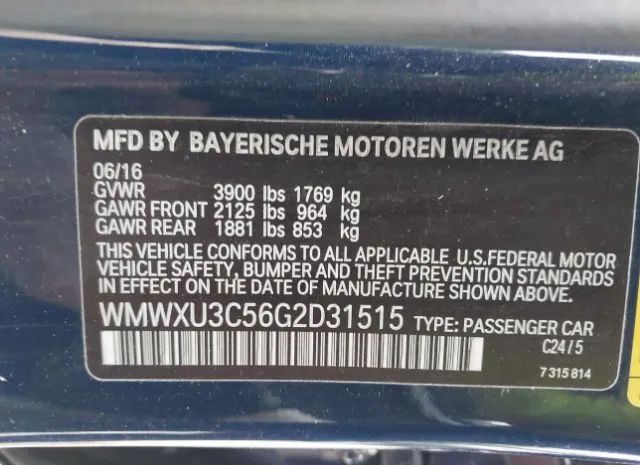 MFD BY BAYERISCHE MOTOREN WERKE AG
06/16
GVWR 3900 lbs 1769 kg
GAWR FRONT 2125 lbs 964 kg
GAWR REAR 1881 lbs 853 kg
THIS VEHICLE CONFORMS TO ALL APPLICABLE U.S.FEDERAL MOTOR
VEHICLE SAFETY, BUMPER AND THEFT PREVENTION STANDARDS
IN EFFECT ON THE DATE OF MANUFACTURE SHOWN ABOVE.
WMWXU3C56G2D31515 TYPE: PASSENGER CAR
C24/5
7315814